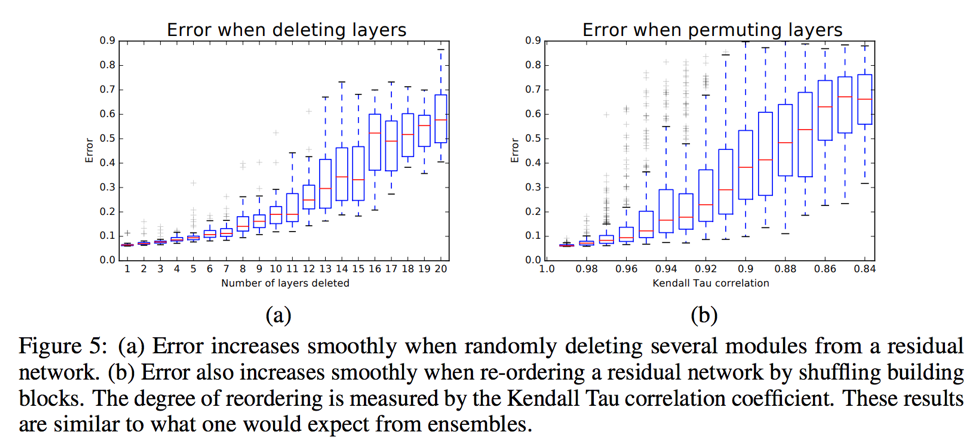 Error when deleting layers
0.9
0.8
0.7
0.6
0.5
0.4
0.3
0.2
0.1
0.0
Error
1 2 3 4 5 6 7 8 9 10 11 12 13 14 15 16 17 18 19 20
Number of layers deleted
(a)
Error when permuting layers
0.9
0.8
0.7
0.6
0.5
0.4
0.3
0.2
0.1
0.0
Error
1.0 0.98 0.96 0.94 0.92 0.9 0.88 0.86 0.84
Kendall Tau correlation
(b)
Figure 5: (a) Error increases smoothly when randomly deleting several modules from a residual
network. (b) Error also increases smoothly when re-ordering a residual network by shuffling building
blocks. The degree of reordering is measured by the Kendall Tau correlation coefficient. These results
are similar to what one would expect from ensembles.